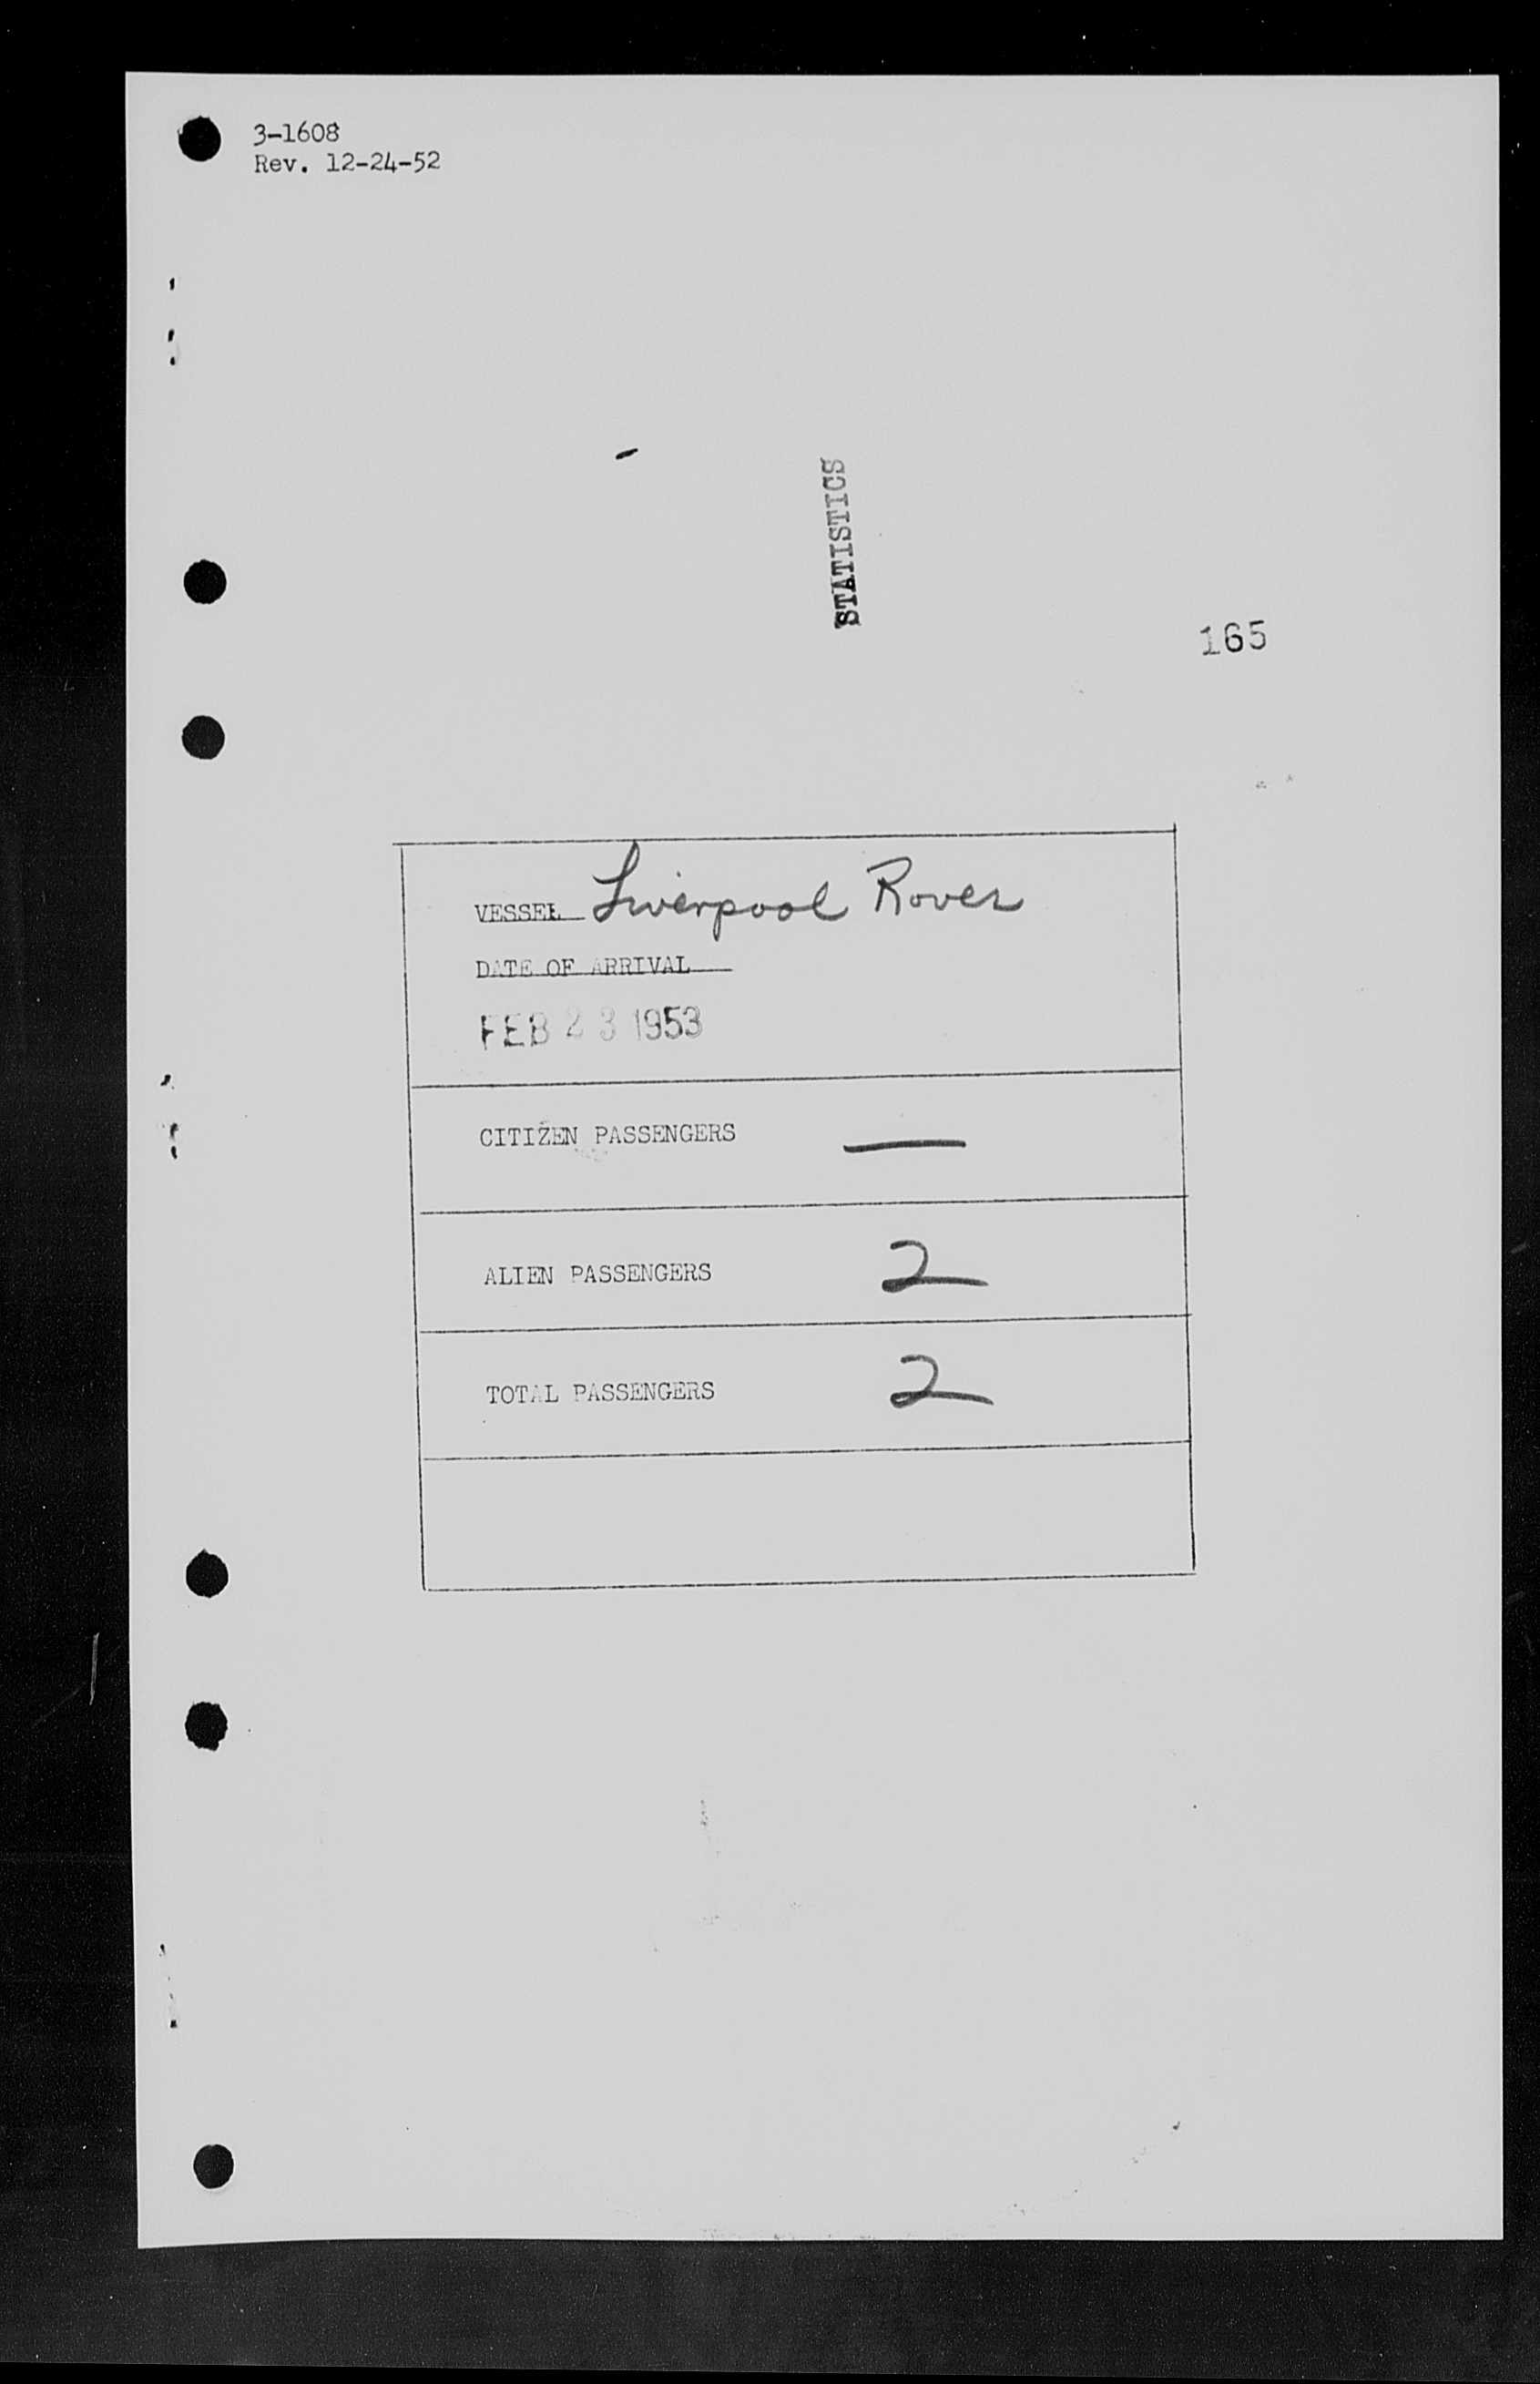 3-1608
Rev. 12-24-52
STATISTICS
165
VESSEL Liverpool Rover
DATE OF ARRIVAL
FEB 23 1953
CITIZEN PASSENGERS —
ALIEN PASSENGERS 2
TOTAL PASSENGERS 2